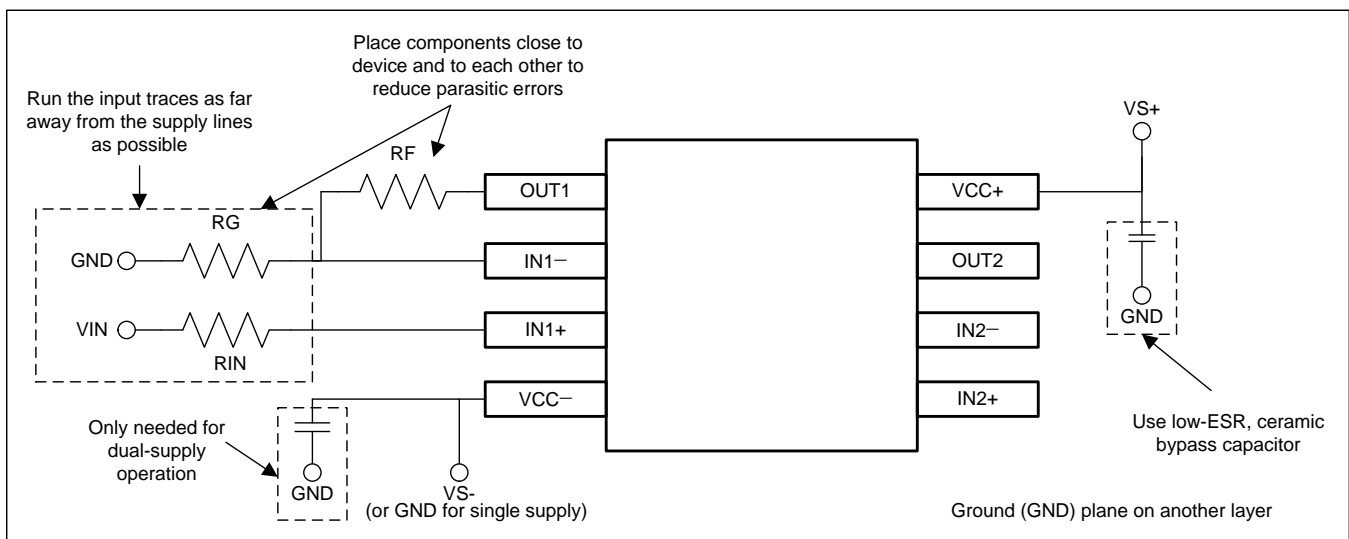 Place components close to
device and to each other to
reduce parasitic errors
Run the input traces as far
away from the supply lines
as possible
VS+
RF
OUT1
VCC+
RG
GND
IN1−
OUT2
GND
VIN
IN1+
IN2−
RIN
VCC−
IN2+
Only needed for
dual-supply
operation
Use low-ESR, ceramic
bypass capacitor
GND
VS-
(or GND for single supply)
Ground (GND) plane on another layer